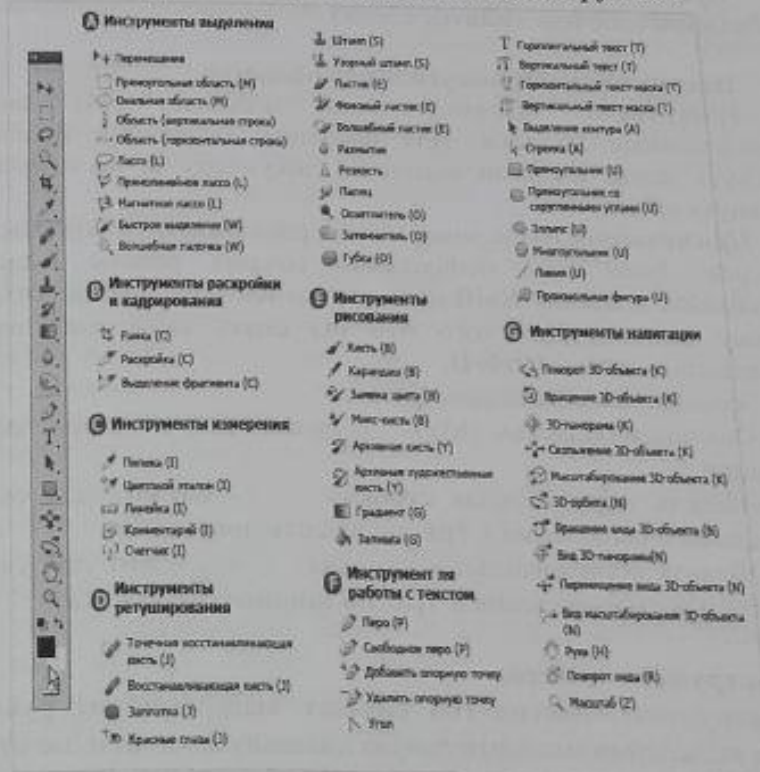 A Инструменты выделения
Перемещение
Прямоугольная область (M)
Овальная область (M)
Область (вертикальная строка)
Область (горизонтальная строка)
Лассо (L)
Прямолинейное лассо (L)
Магнитное лассо (L)
Быстрое выделение (W)
Волшебная палочка (W)
Инструменты раскройки
и кадрирования
Рамка (C)
Раскройка (C)
Выделение фрагмента (C)
C Инструменты измерения
Пипетка (I)
Цветовой эталон (I)
Линейка (I)
Комментарий (I)
Счетчик (I)
D Инструменты
ретуширования
Точечная восстанавливающая
кисть (J)
Восстанавливающая кисть (J)
Заплатка (J)
Красные глаза (J)
Штамп (S)
Узорный штамп (S)
Ластик (E)
Фоновый ластик (E)
Волшебный ластик (E)
Размытие
Резкость
Палец
Осветлитель (O)
Затемнитель (O)
Губка (O)
E Инструменты
рисования
Кисть (B)
Карандаш (B)
Замена цвета (B)
Микс-кисть (B)
Архивная кисть (Y)
Архивная художественная
кисть (Y)
Градиент (G)
Заливка (G)
F Инструмент ля
работы с текстом
Перо (P)
Свободное перо (P)
Добавить опорную точку
Удалить опорную точку
Угол
Горизонтальный текст (T)
Вертикальный текст (T)
Горизонтальный текст-маска (T)
Вертикальный текст-маска (T)
Выделение контура (A)
Стрелка (A)
Прямоугольник (U)
Прямоугольник со
скругленными углами (U)
Эллипс (U)
Многоугольник (U)
Линия (U)
Произвольная фигура (U)
G Инструменты навигации
Поворот 3D-объекта (K)
Вращение 3D-объекта (K)
3D-панорама (K)
Скольжение 3D-объекта (K)
Масштабирование 3D-объекта (K)
3D-орбита (N)
Вращение вида 3D-объекта (N)
Вид 3D-панорамы(N)
Перемещение вида 3D-объекта (N)
Вид масштабирования 3D-объекта
(N)
Рука (H)
Поворот вида (R)
Масштаб (Z)